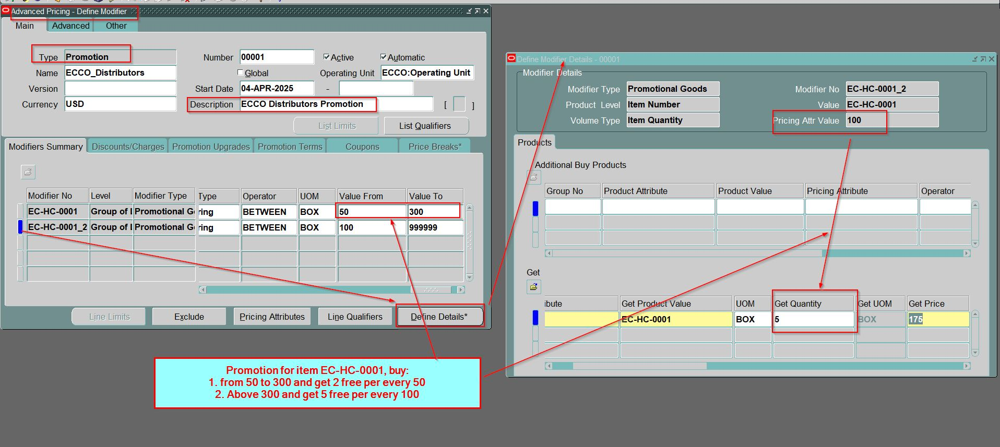 Advanced Pricing - Define Modifier
Main Advanced Other
Type Promotion Number 00001 Active Automatic
Name ECCO_Distributors Global Operating Unit ECCO:Operating Unit
Version Start Date 04-APR-2025 -
Currency USD Description ECCO Distributors Promotion [ ]
List Limits List Qualifiers
Modifiers Summary Discounts/Charges Promotion Upgrades Promotion Terms Coupons Price Breaks*
Modifier No Level Modifier Type Type Operator UOM Value From Value To
EC-HC-0001 Group of L Promotional G ring BETWEEN BOX 50 300
EC-HC-0001_2 Group of L Promotional G ring BETWEEN BOX 100 999999
Line Limits Exclude Pricing Attributes Line Qualifiers Define Details*
Define Modifier Details - 00001
Modifier Details
Modifier Type Promotional Goods Modifier No EC-HC-0001_2
Product Level Item Number Value EC-HC-0001
Volume Type Item Quantity Pricing Attr Value 100
Products
Additional Buy Products
Group No Product Attribute Product Value Pricing Attribute Operator
Get
ibute Get Product Value UOM Get Quantity Get UOM Get Price
EC-HC-0001 BOX 5 BOX 175
Promotion for item EC-HC-0001, buy:
1. from 50 to 300 and get 2 free per every 50
2. Above 300 and get 5 free per every 100